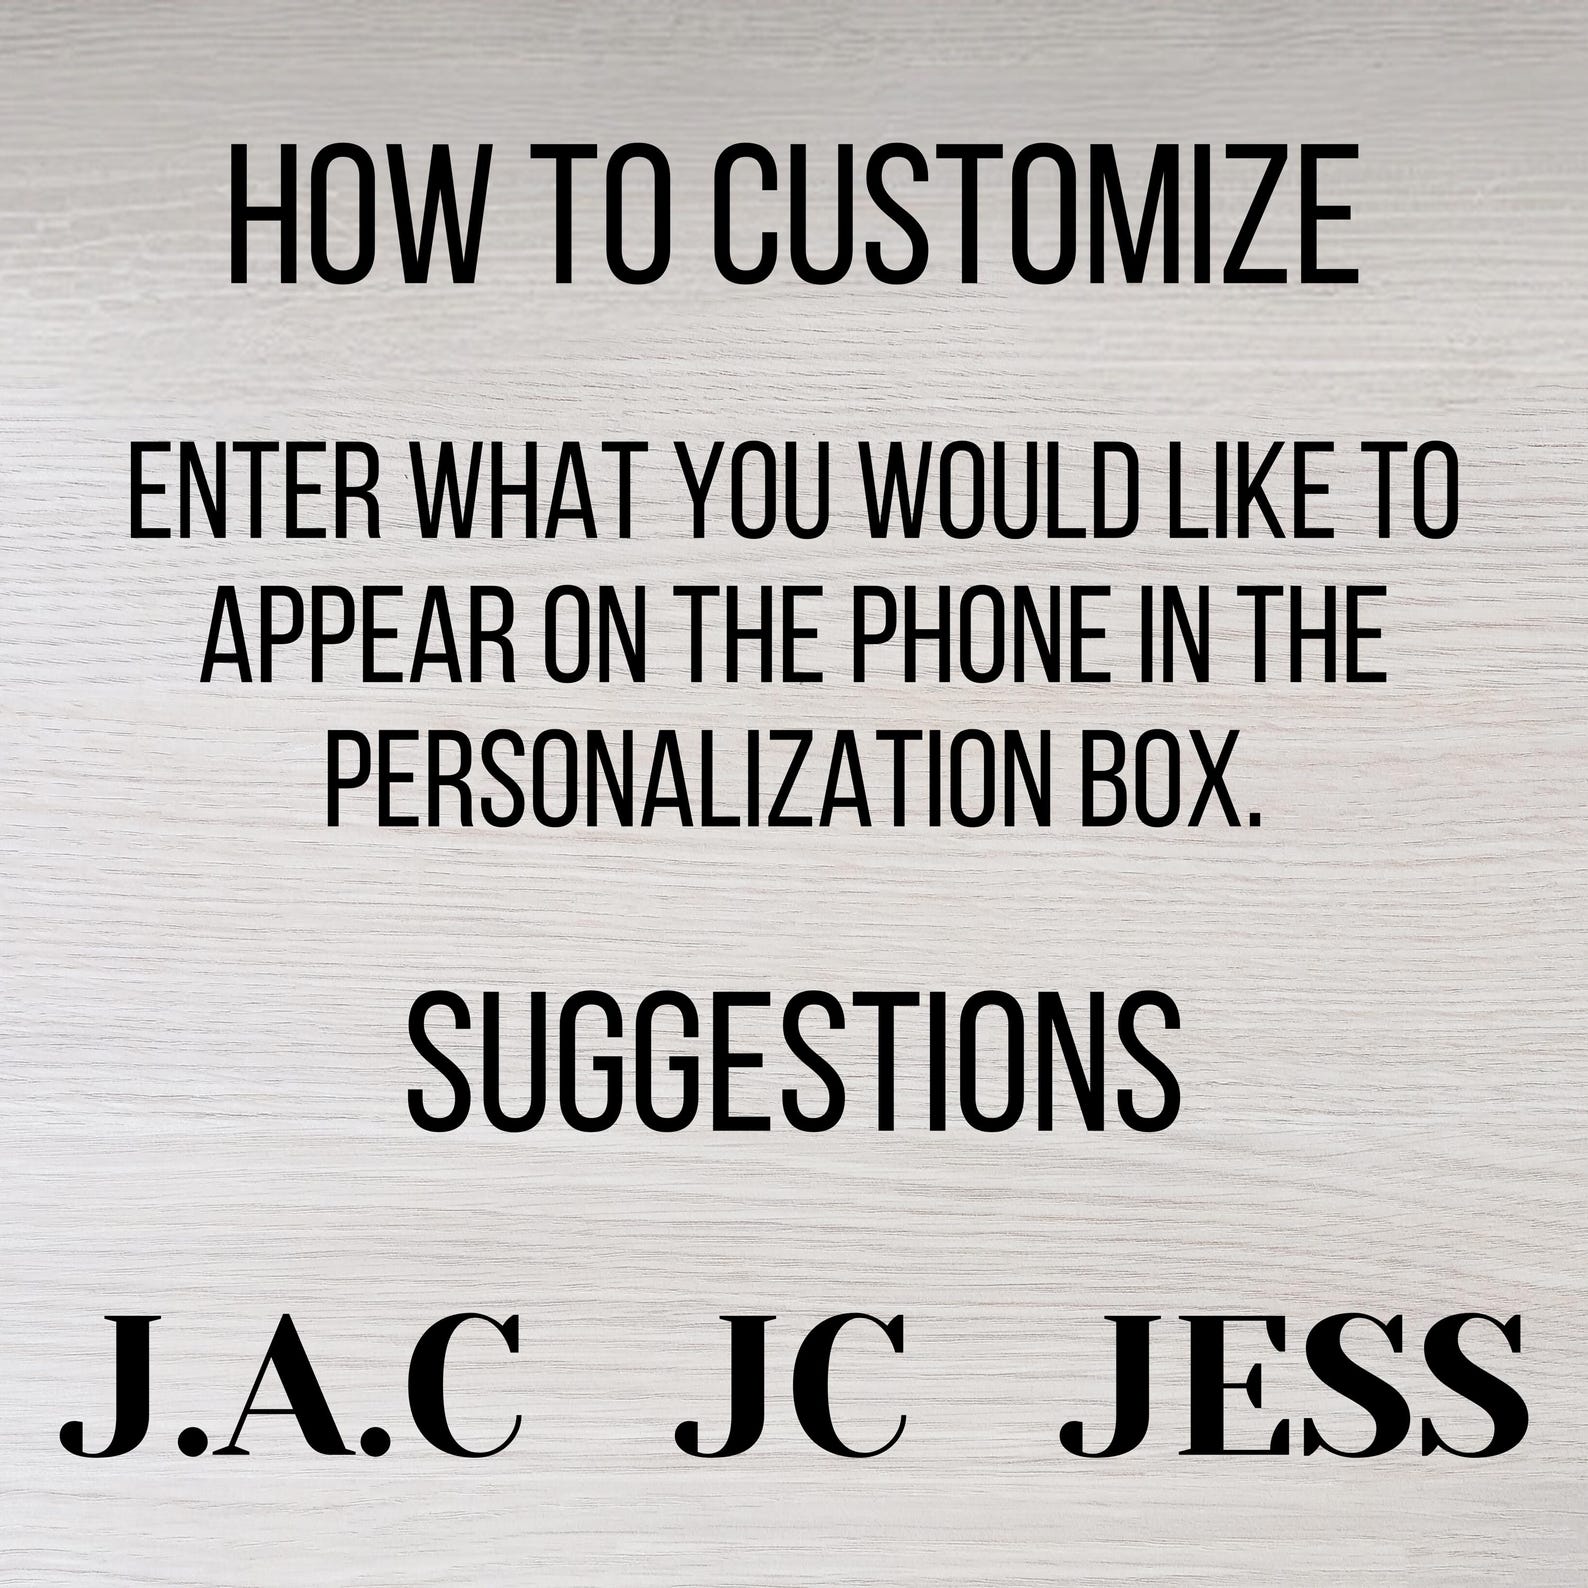 HOW TO CUSTOMIZE
ENTER WHAT YOU WOULD LIKE TO
APPEAR ON THE PHONE IN THE
PERSONALIZATION BOX.
SUGGESTIONS
J.A.C JC JESS